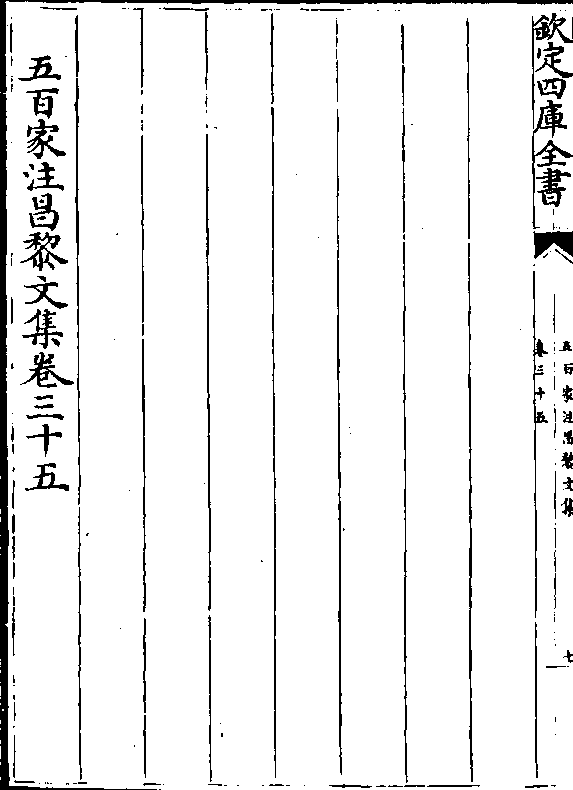 欽定四庫全書
五百家注昌黎文集
卷三十五
七
五百家注昌黎文集卷三十五